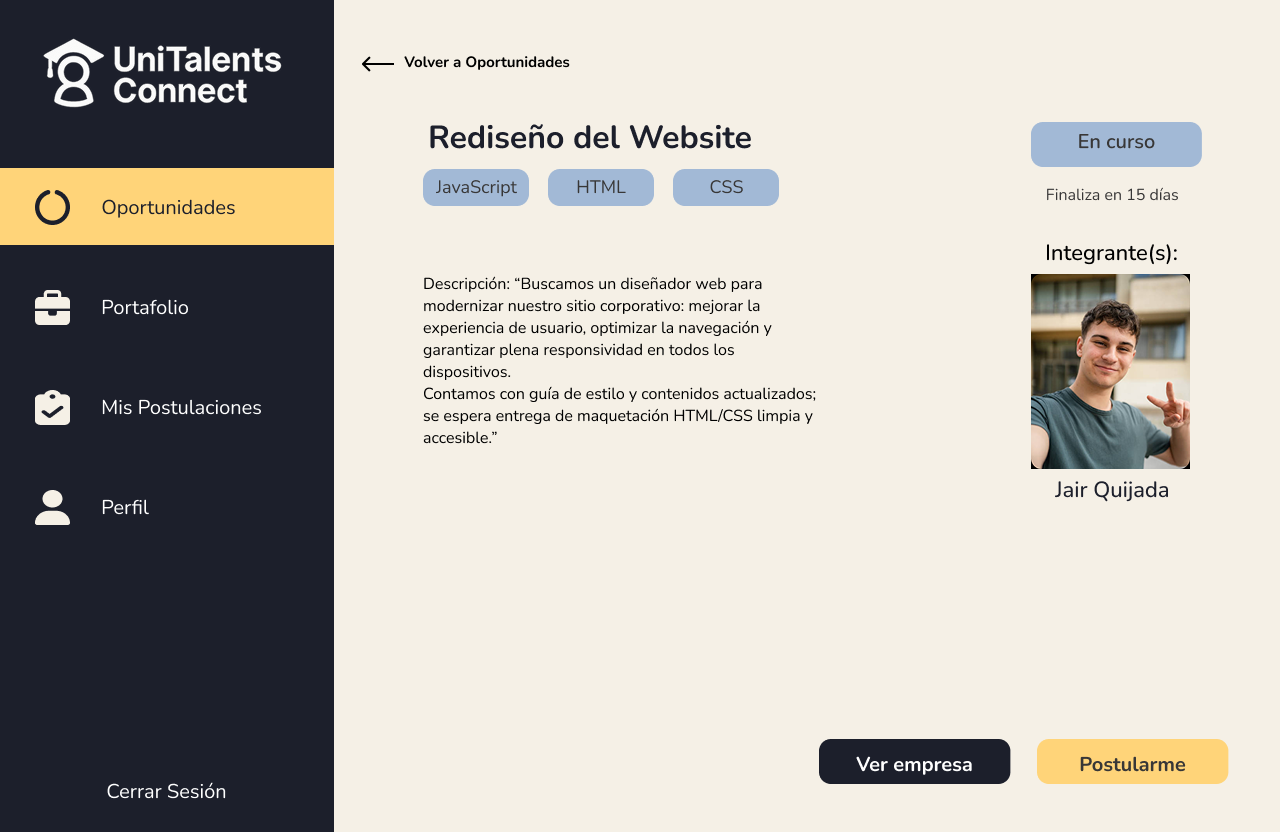 UniTalents
Connect
Oportunidades
Portafolio
Mis Postulaciones
Perfil
Cerrar Sesión
Volver a Oportunidades
Rediseño del Website
JavaScript
HTML
CSS
Descripción: “Buscamos un diseñador web para
modernizar nuestro sitio corporativo: mejorar la
experiencia de usuario, optimizar la navegación y
garantizar plena responsividad en todos los
dispositivos.
Contamos con guía de estilo y contenidos actualizados;
se espera entrega de maquetación HTML/CSS limpia y
accesible.”
En curso
Finaliza en 15 días
Integrante(s):
Jair Quijada
Ver empresa
Postularme